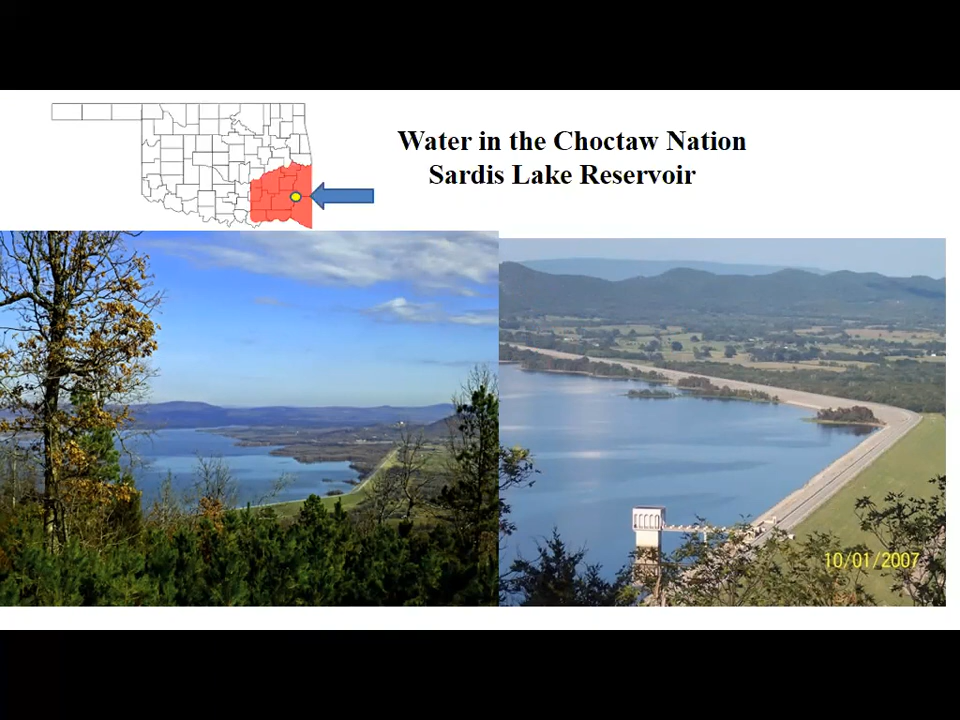 Water in the Choctaw Nation
Sardis Lake Reservoir
10/01/2007